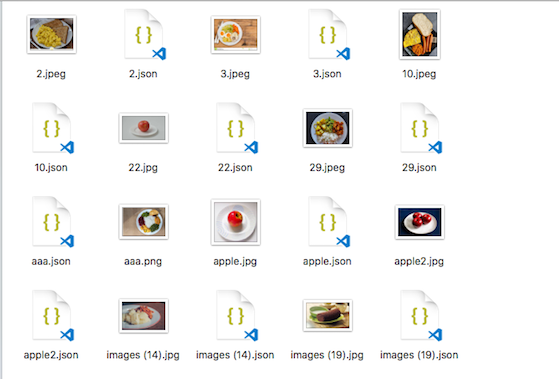 2.jpeg
2.json
3.jpeg
3.json
10.jpeg
10.json
22.jpg
22.json
29.jpeg
29.json
aaa.json
aaa.png
apple.jpg
apple.json
apple2.jpg
apple2.json
images (14).jpg
images (14).json
images (19).jpg
images (19).json